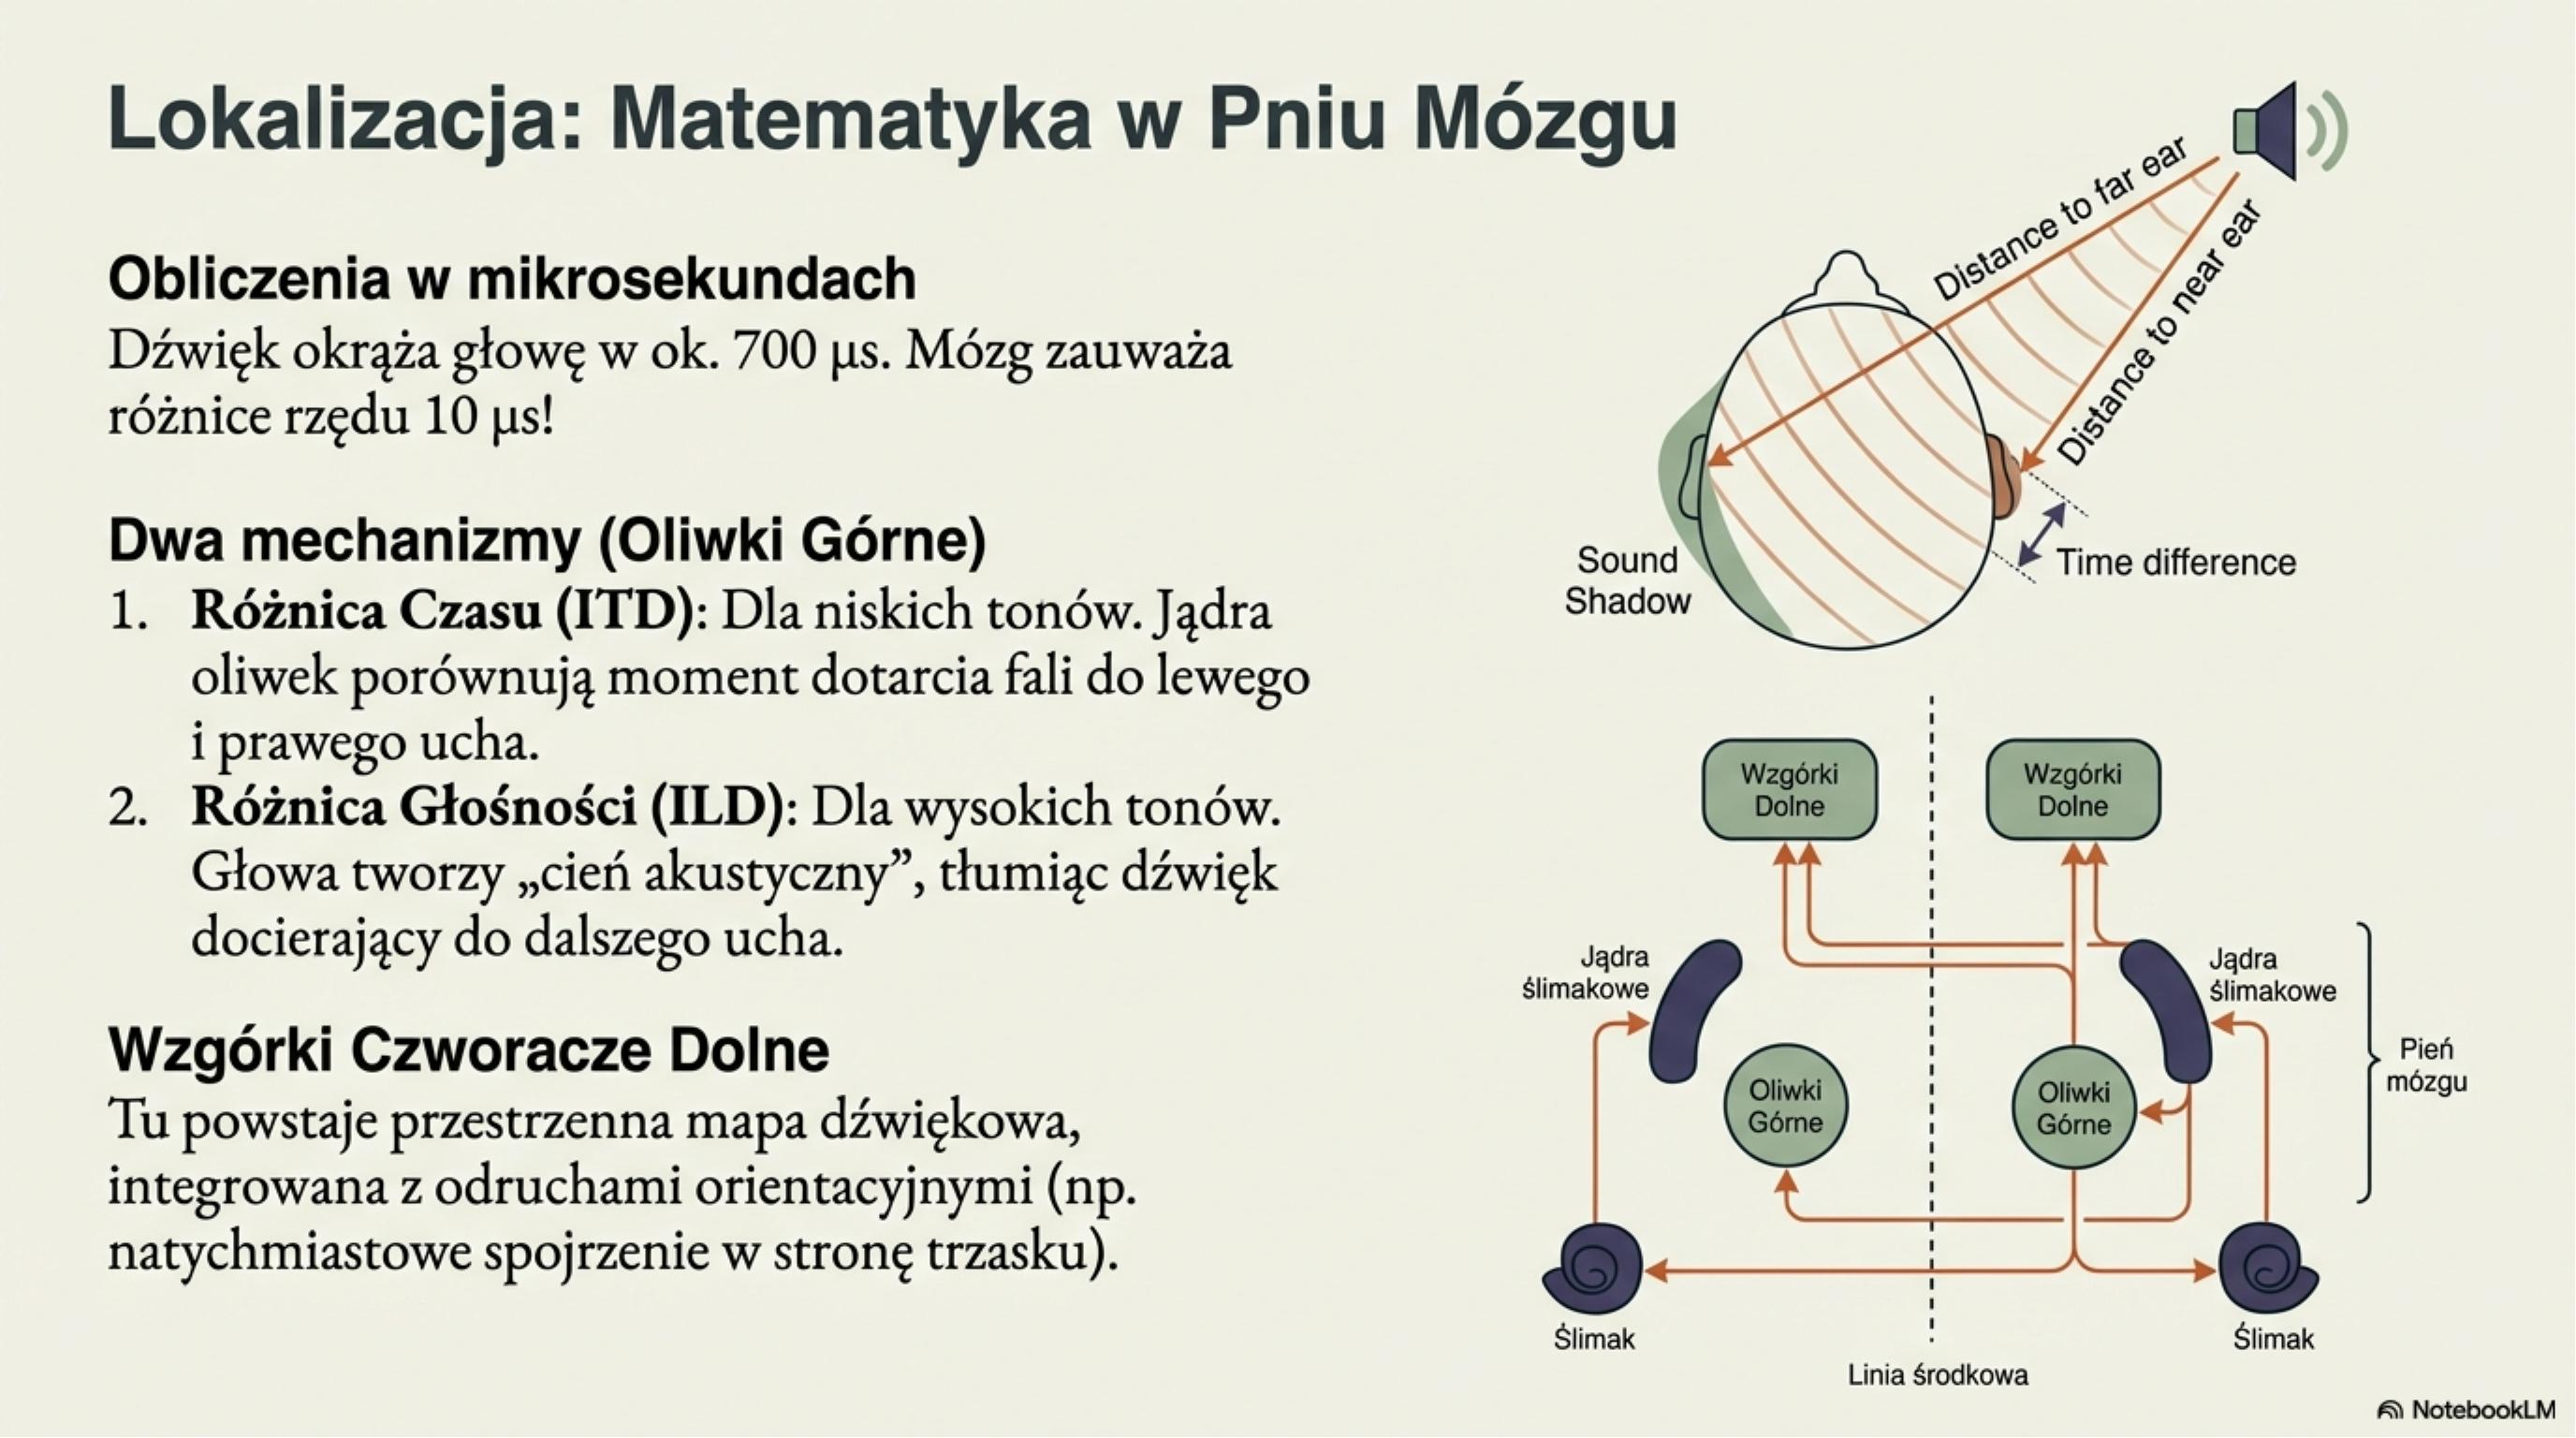 Lokalizacja: Matematyka w Pniu Mózgu
Obliczenia w mikrosekundach
Dźwięk okrąża głowę w ok. 700 µs. Mózg zauważa
różnice rzędu 10 µs!
Dwa mechanizmy (Oliwki Górne)
1. Różnica Czasu (ITD): Dla niskich tonów. Jądra
oliwek porównują moment dotarcia fali do lewego
i prawego ucha.
2. Różnica Głośności (ILD): Dla wysokich tonów.
Głowa tworzy „cień akustyczny”, tłumiąc dźwięk
docierający do dalszego ucha.
Wzgórki Czworacze Dolne
Tu powstaje przestrzenna mapa dźwiękowa,
integrowana z odruchami orientacyjnymi (np.
natychmiastowe spojrzenie w stronę trzasku).
Distance to far ear
Distance to near ear
Sound
Shadow
Time difference
Wzgórki
Dolne
Wzgórki
Dolne
Jądra
ślimakowe
Jądra
ślimakowe
Oliwki
Górne
Oliwki
Górne
Pień
mózgu
Ślimak
Ślimak
Linia środkowa
NotebookLM